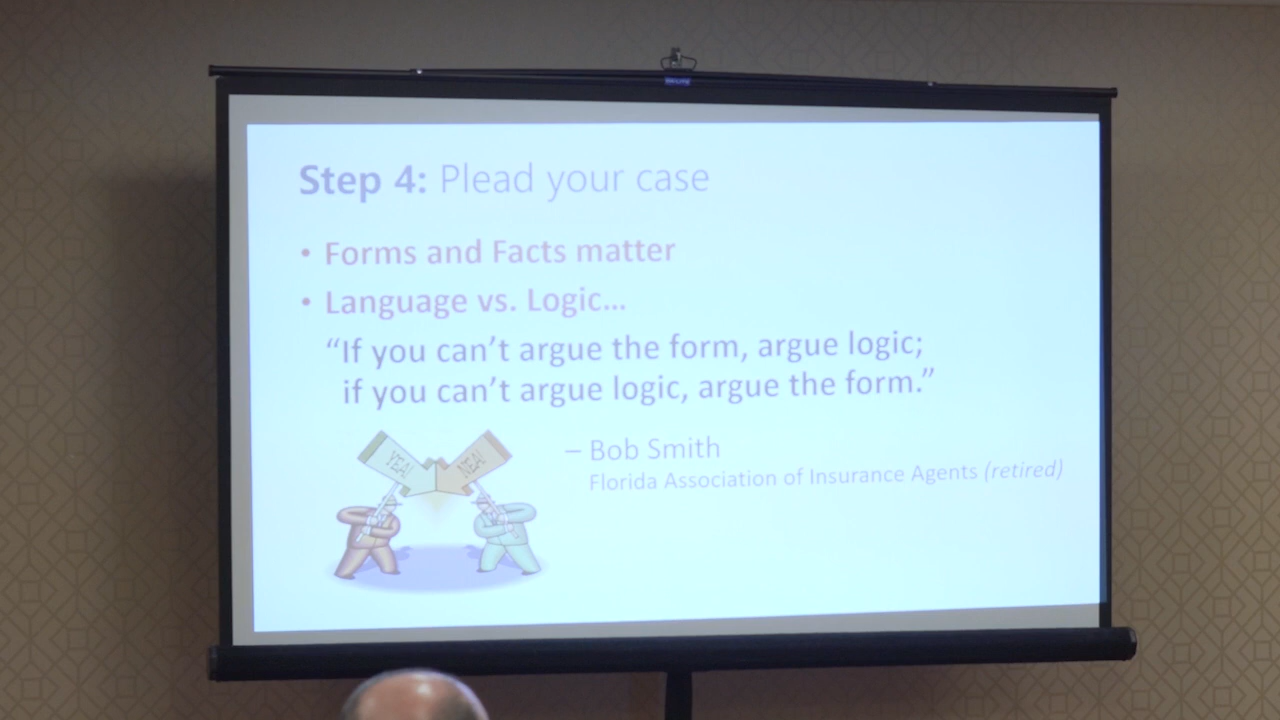 Step 4: Plead your case
• Forms and Facts matter
• Language vs. Logic...
“If you can’t argue the form, argue logic;
if you can’t argue logic, argue the form.”
YEA!
NEA!
– Bob Smith
Florida Association of Insurance Agents (retired)